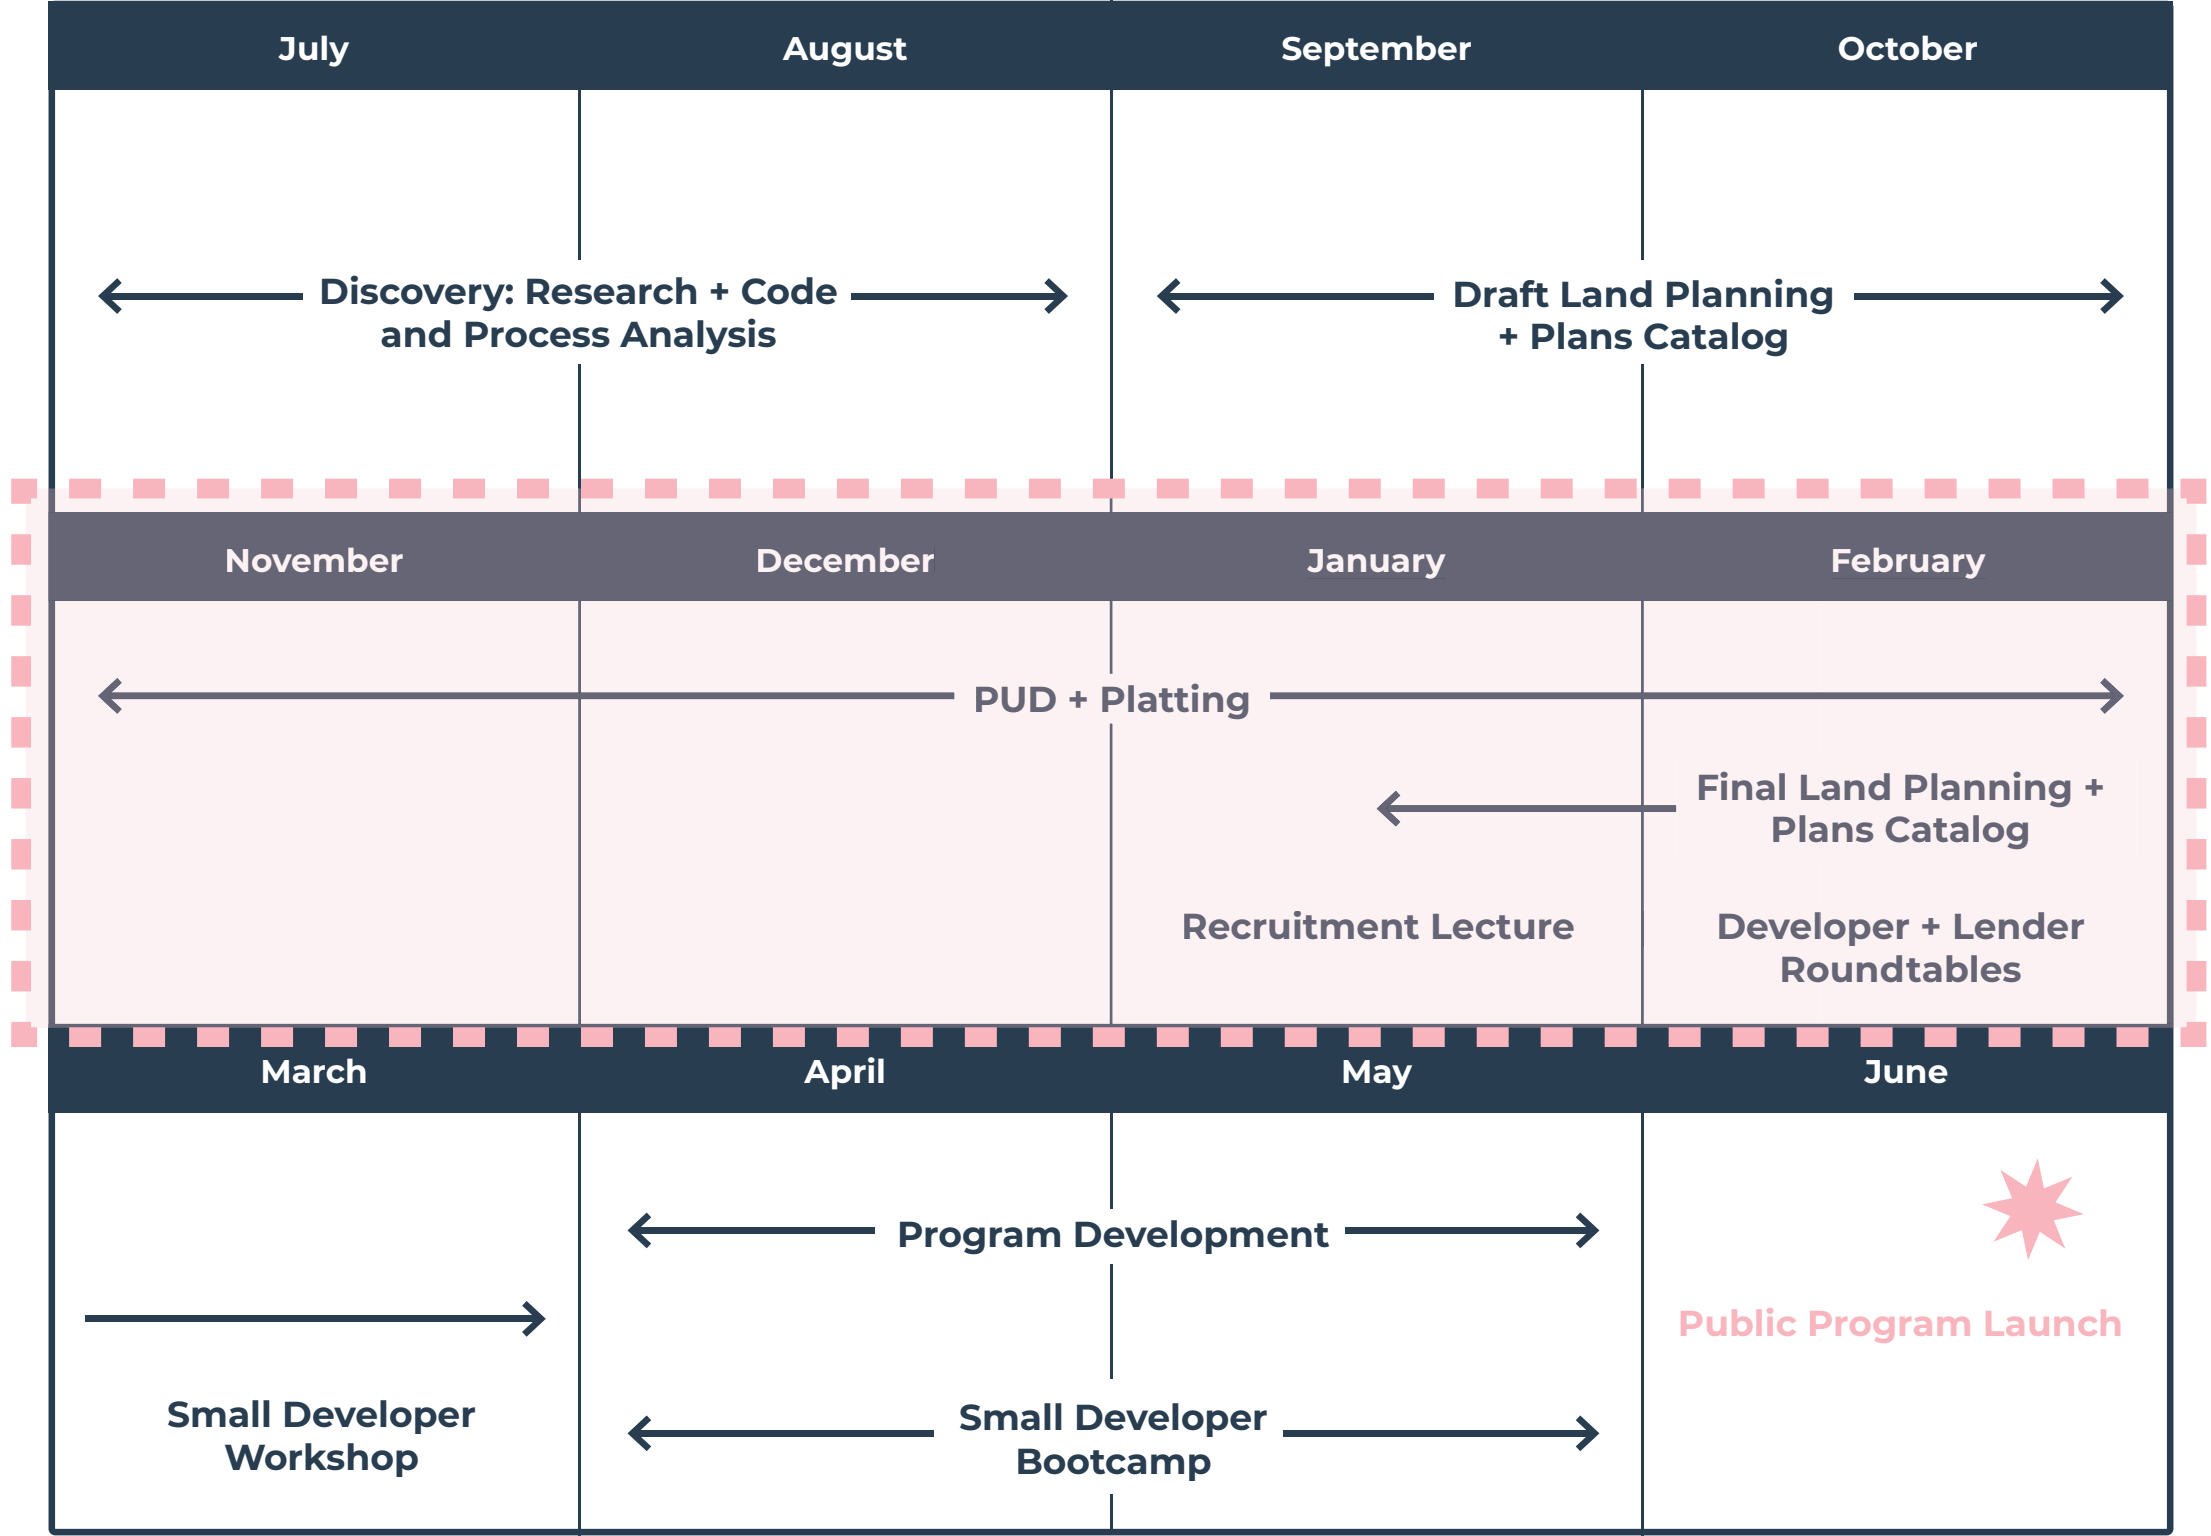 July
August
September
October
Discovery: Research + Code
and Process Analysis
Draft Land Planning
+ Plans Catalog
November
December
January
February
PUD + Platting
Final Land Planning +
Plans Catalog
Recruitment Lecture
Developer + Lender
Roundtables
March
April
May
June
Program Development
Public Program Launch
Small Developer
Workshop
Small Developer
Bootcamp